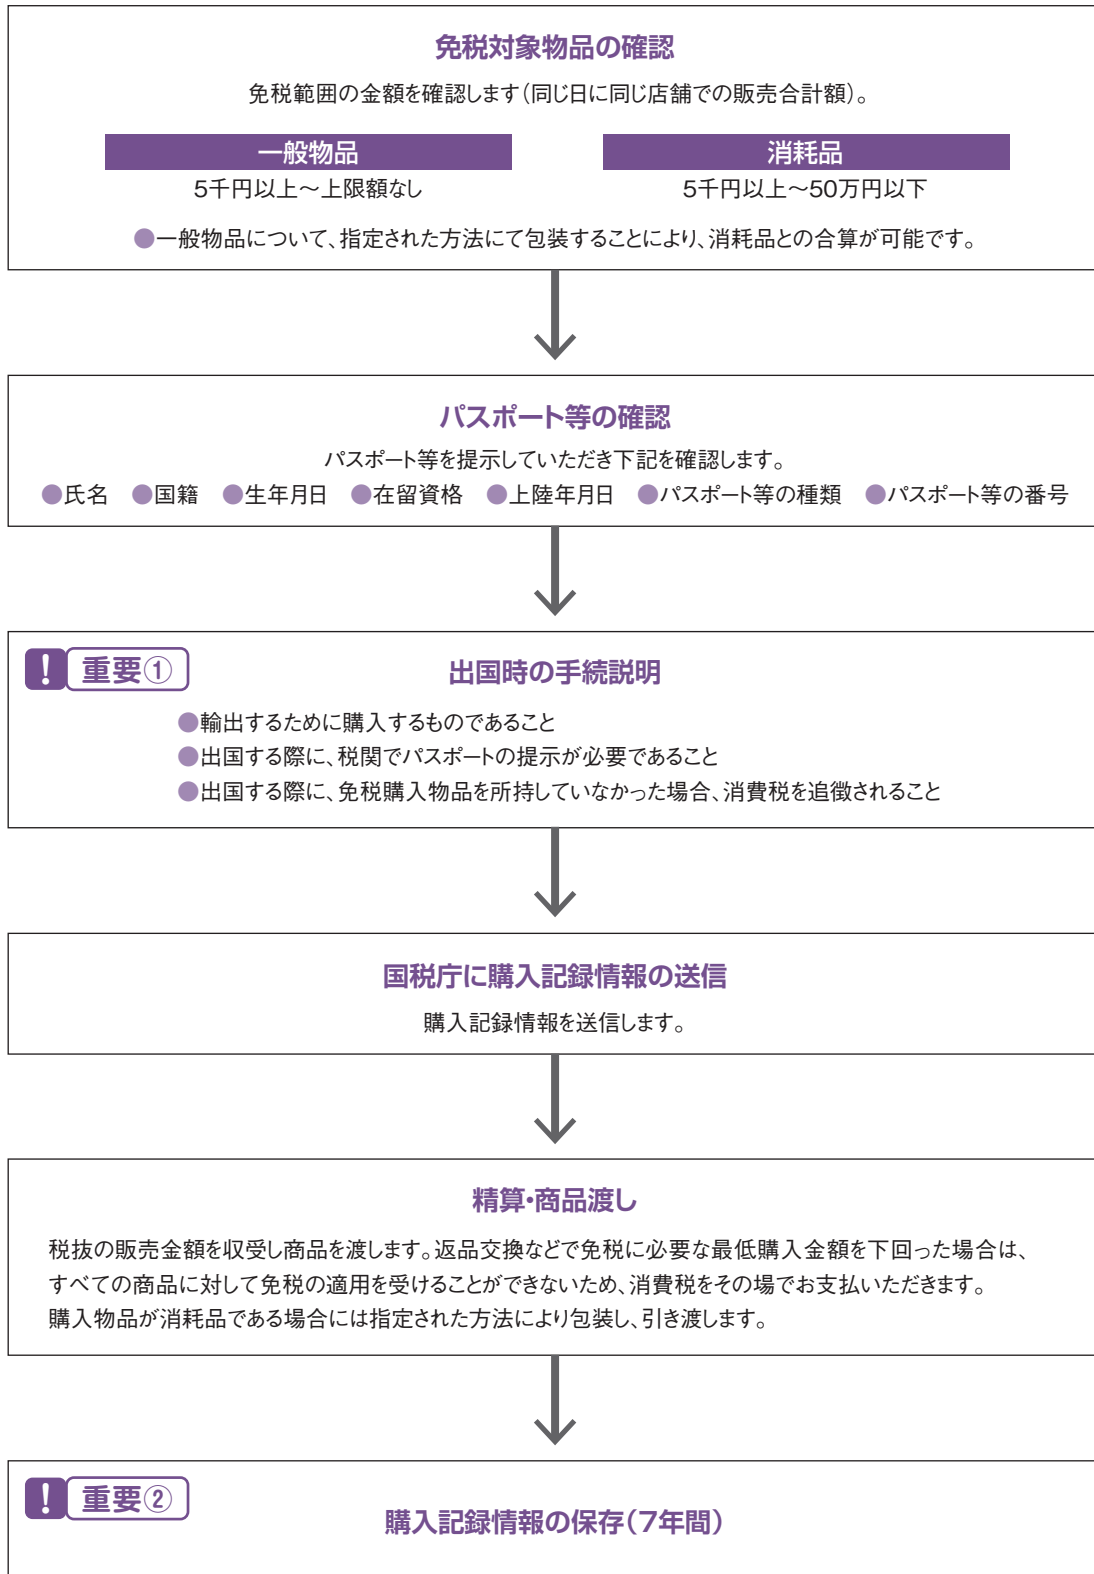 免税対象物品の確認
免税範囲の金額を確認します(同じ日に同じ店舗での販売合計額)。
一般物品
消耗品
5千円以上〜上限額なし
5千円以上〜50万円以下
●一般物品について、指定された方法にて包装することにより、消耗品との合算が可能です。
パスポート等の確認
パスポート等を提示していただき下記を確認します。
●氏名 ●国籍 ●生年月日 ●在留資格 ●上陸年月日 ●パスポート等の種類 ●パスポート等の番号
! 重要① 出国時の手続説明
●輸出するために購入するものであること
●出国する際に、税関でパスポートの提示が必要であること
●出国する際に、免税購入物品を所持していなかった場合、消費税を追徴されること
国税庁に購入記録情報の送信
購入記録情報を送信します。
精算・商品渡し
税抜の販売金額を収受し商品を渡します。返品交換などで免税に必要な最低購入金額を下回った場合は、
すべての商品に対して免税の適用を受けることができないため、消費税をその場でお支払いただきます。
購入物品が消耗品である場合には指定された方法により包装し、引き渡します。
! 重要②
購入記録情報の保存(7年間)